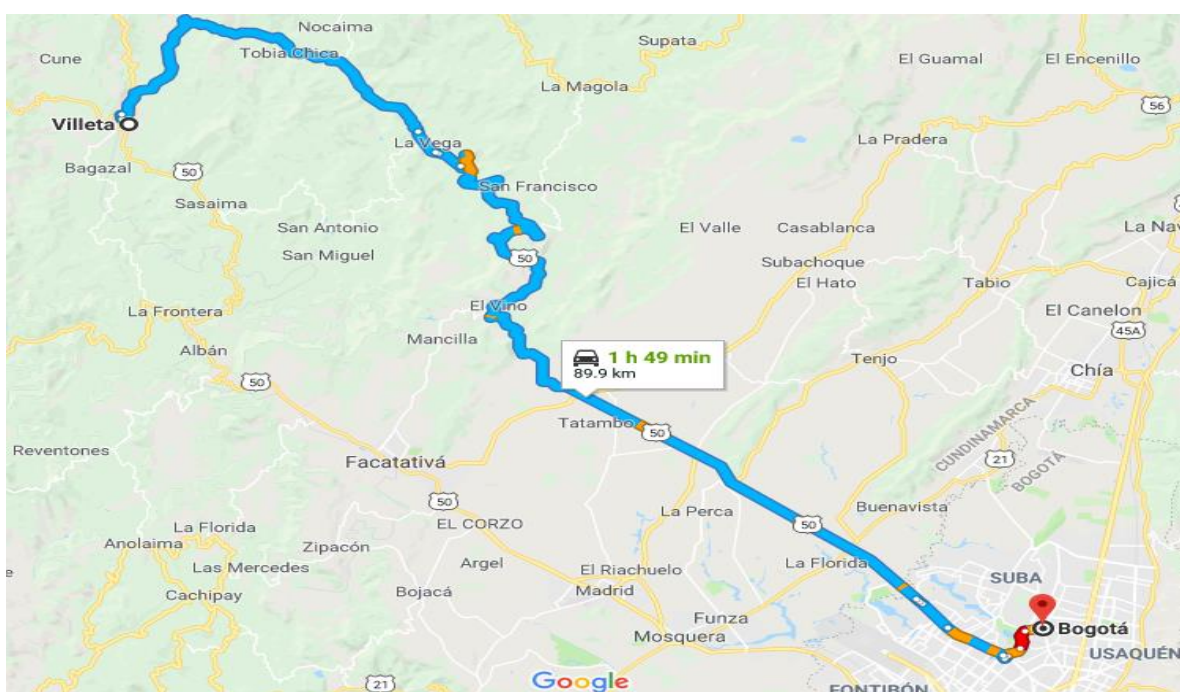 Nocaima
Supata
Cune
Tobia Chica
El Guamal
El Encenillo
La Magola
56
Villeta
La Vega
La Pradera
Bagazal
50
San Francisco
Sasaima
San Antonio
El Valle
Casablanca
La Nav
San Miguel
50
Subachoque
El Hato
Tabio
Cajicá
La Frontera
El Vino
El Canelon
Mancilla
45A
Albán
1 h 49 min
89.9 km
Tenjo
Chía
50
Tatambo
50
CUNDINAMARCA
BOGOTÁ
Reventones
Facatativá
21
50
Buenavista
La Perca
50
La Florida
EL CORZO
Anolaima
Zipacón
Argel
El Riachuelo
La Florida
SUBA
Las Mercedes
Cachipay
Bojacá
Madrid
Funza
Bogotá
Mosquera
USAQUÉN
21
Google
FONTIBÓN